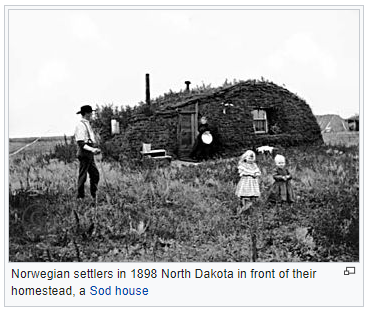 Norwegian settlers in 1898 North Dakota in front of their
homestead, a Sod house